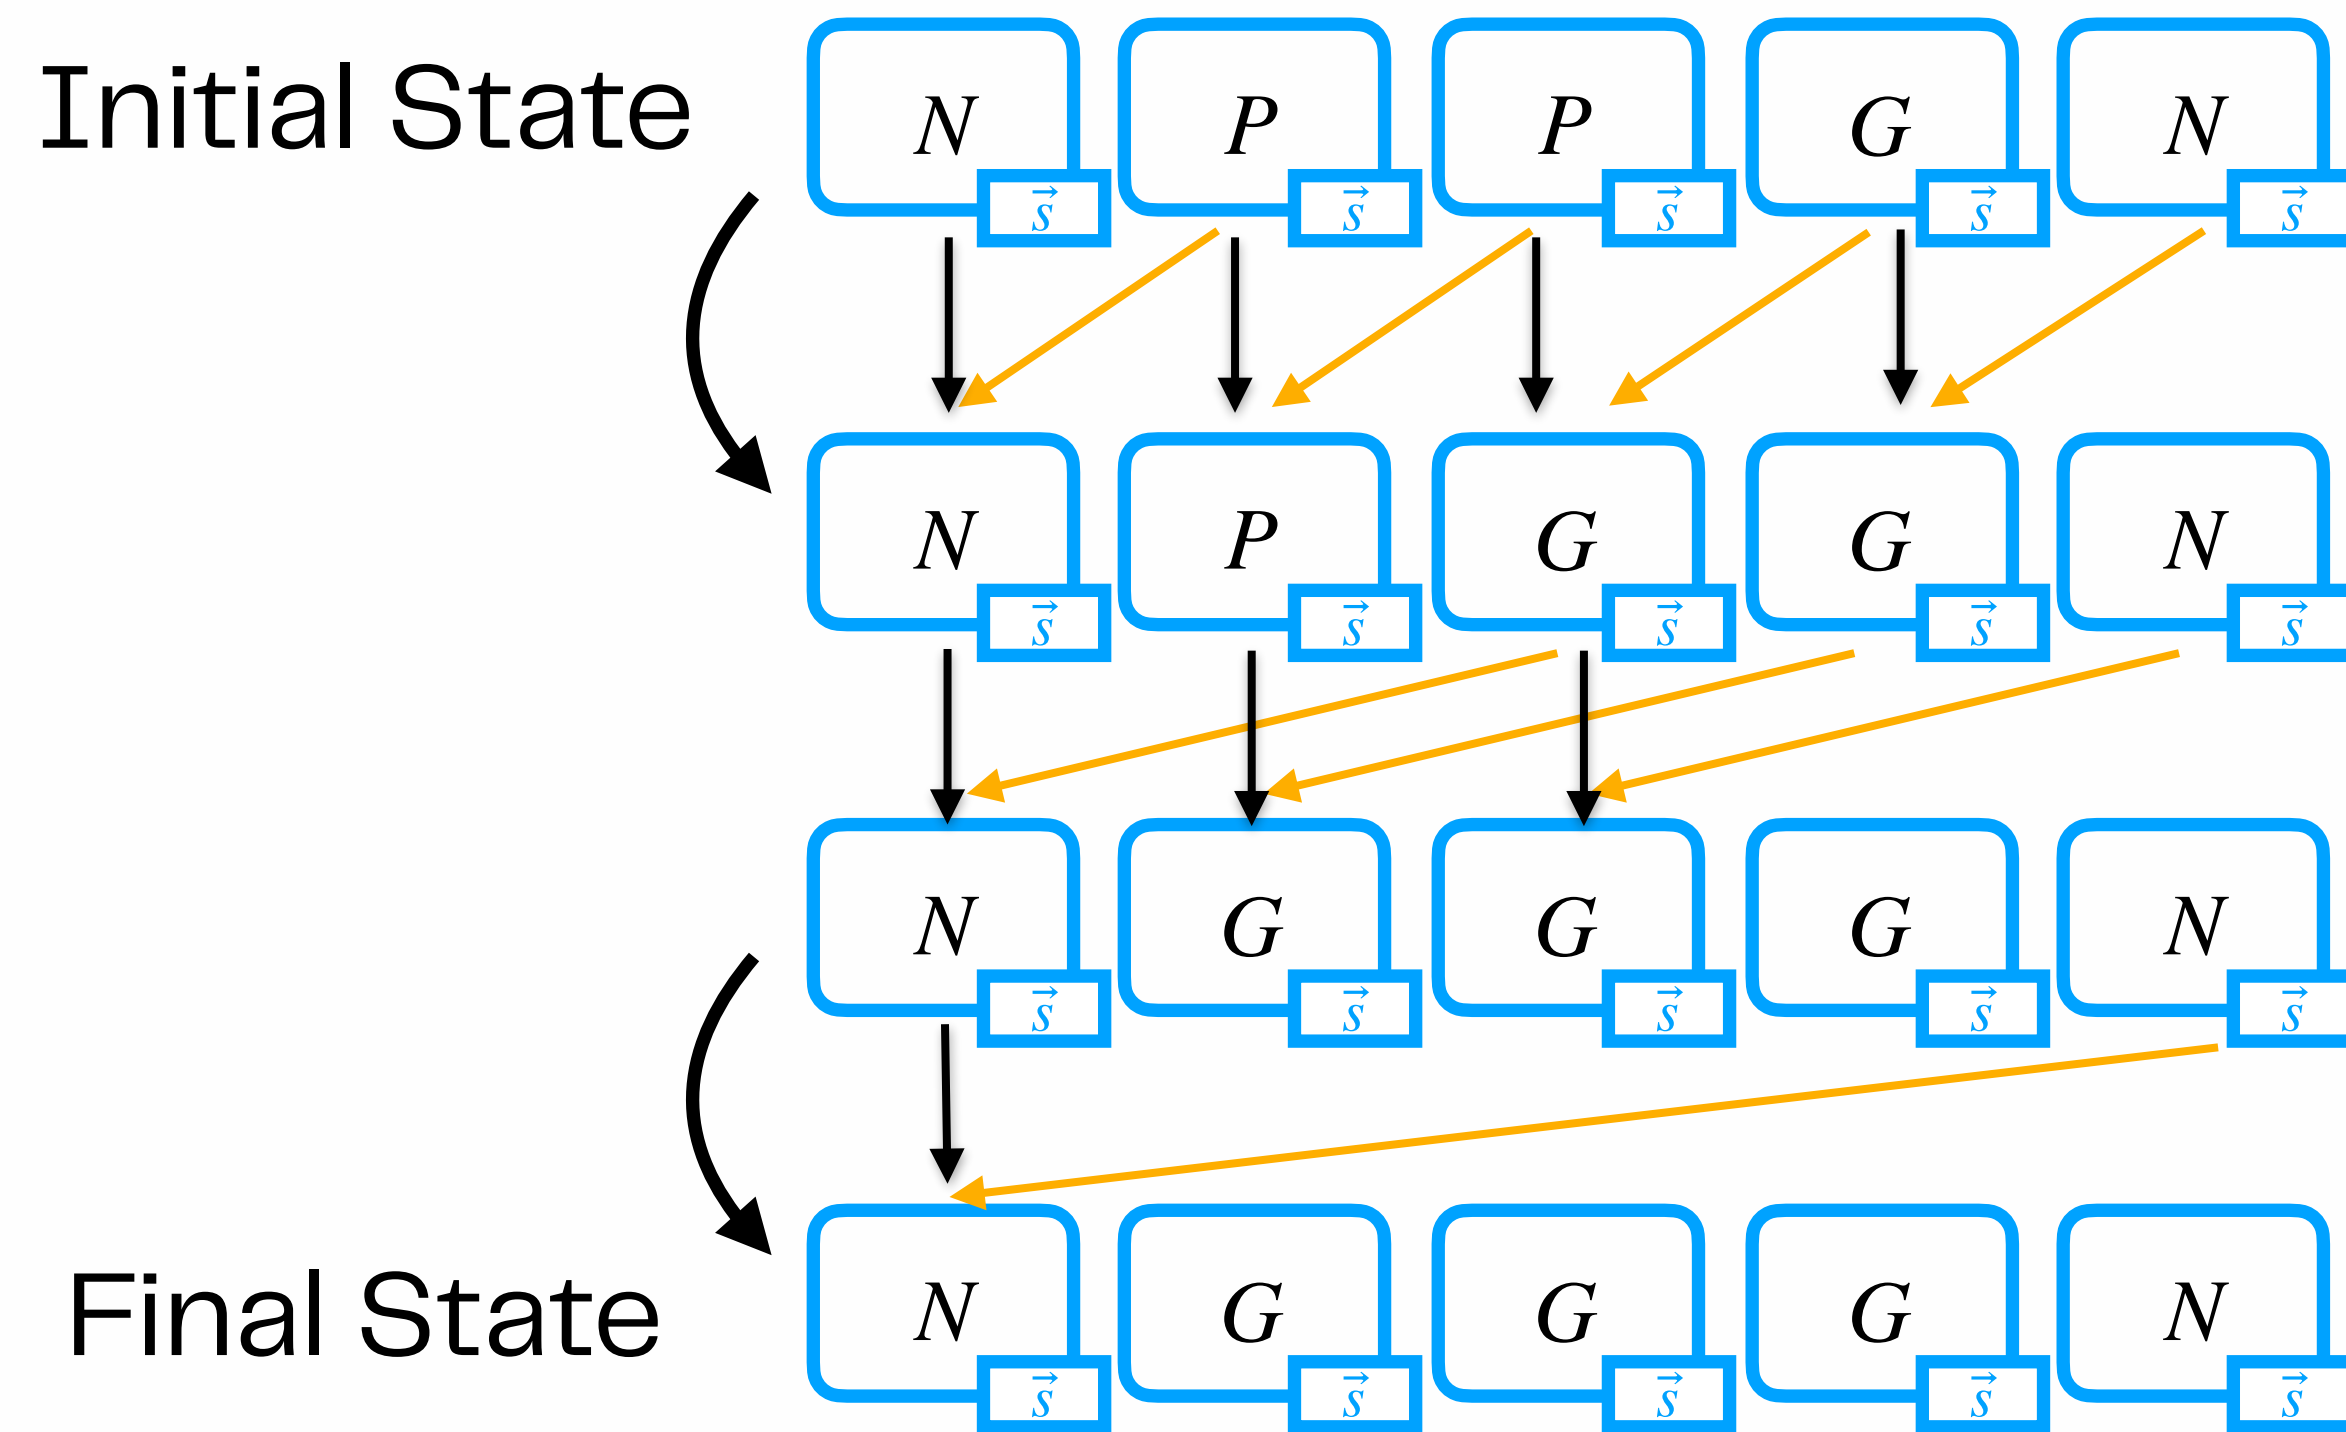 Initial State
N P P G N
s⃗ s⃗ s⃗ s⃗ s⃗
N P G G N
s⃗ s⃗ s⃗ s⃗ s⃗
N G G G N
s⃗ s⃗ s⃗ s⃗ s⃗
Final State
N G G G N
s⃗ s⃗ s⃗ s⃗ s⃗